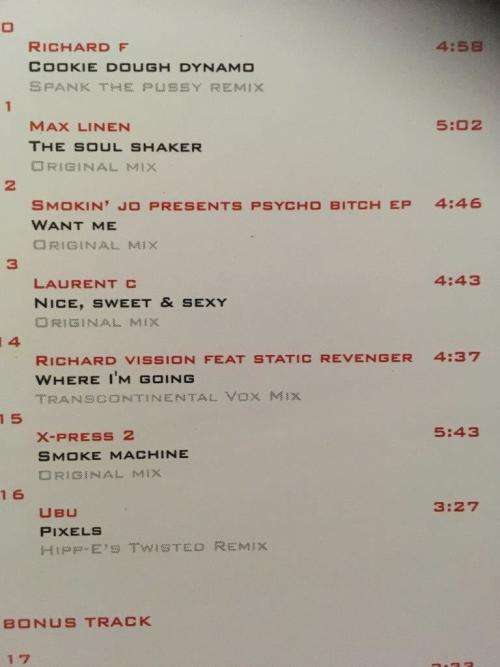 0
RICHARD F 4:58
COOKIE DOUGH DYNAMO
SPANK THE PUSSY REMIX
1
MAX LINEN 5:02
THE SOUL SHAKER
ORIGINAL MIX
2
SMOKIN' JO PRESENTS PSYCHO BITCH EP 4:46
WANT ME
ORIGINAL MIX
3
LAURENT C 4:43
NICE, SWEET & SEXY
ORIGINAL MIX
14
RICHARD VISSION FEAT STATIC REVENGER 4:37
WHERE I'M GOING
TRANSCONTINENTAL VOX MIX
15
X-PRESS 2 5:43
SMOKE MACHINE
ORIGINAL MIX
16
UBU 3:27
PIXELS
HIPP-E'S TWISTED REMIX
BONUS TRACK
17